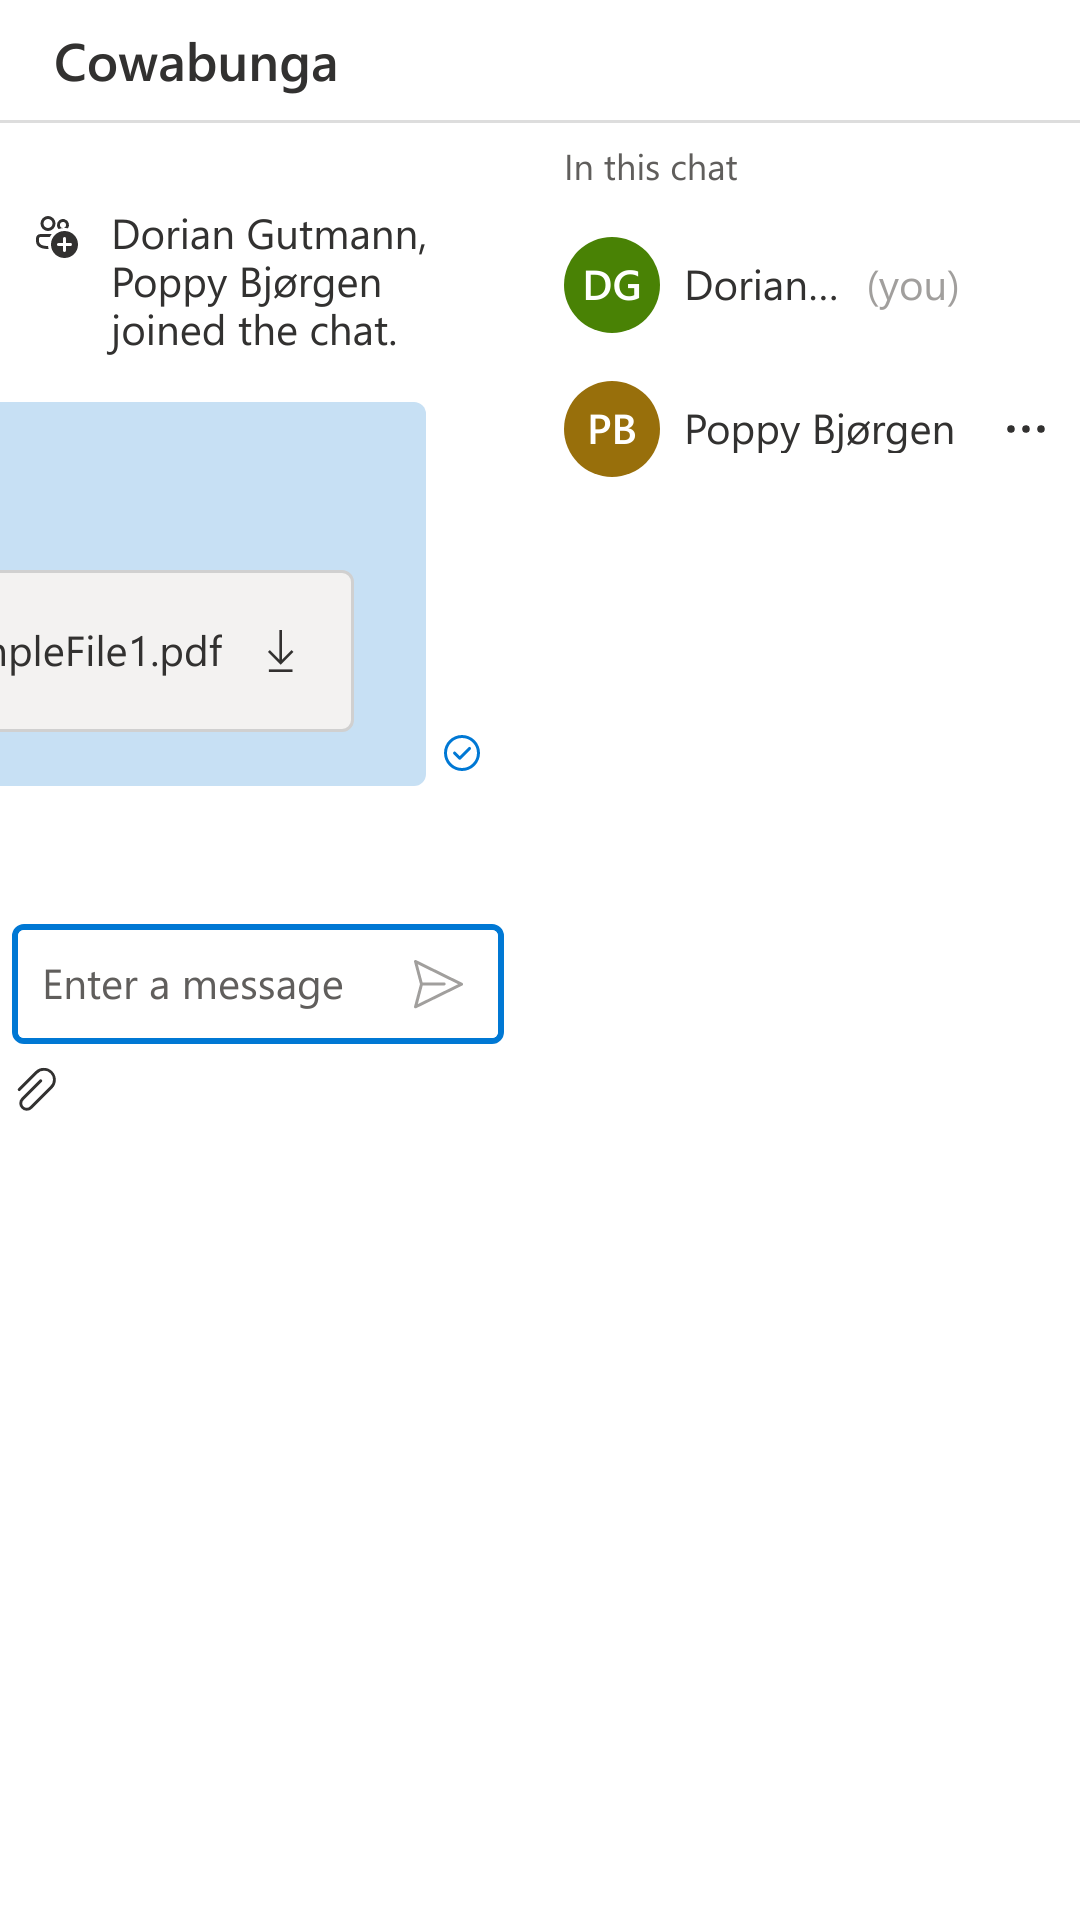 Cowabunga
In this chat
Dorian Gutmann,
Poppy Bjørgen
joined the chat.
DG
Dorian... (you)
PB
Poppy Bjørgen
pleFile1.pdf
Enter a message